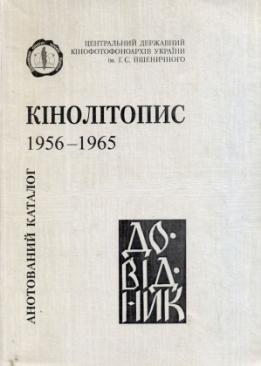 ЦЕНТРАЛЬНИЙ ДЕРЖАВНИЙ
КІНОФОТОФОНОАРХІВ УКРАЇНИ
ім. Г. С. ПШЕНИЧНОГО
КІНОЛІТОПИС
1956–1965
АНОТОВАНИЙ КАТАЛОГ
ДО-
ВІД-
НИК